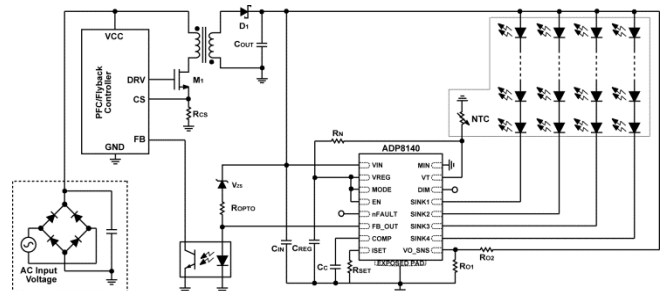 VCC
PFC/Flyback
Controller
DRV
CS
FB
GND
M1
RCS
D1
COUT
AC Input
Voltage
VZS
ROPTO
CIN
CREG
RN
NTC
ADP8140
VIN
VREG
MODE
EN
nFAULT
FB_OUT
COMP
ISET
MIN
VT
DIM
SINK1
SINK2
SINK3
SINK4
VO_SNS
EXPOSED PAD
CC
RSET
RO1
RO2